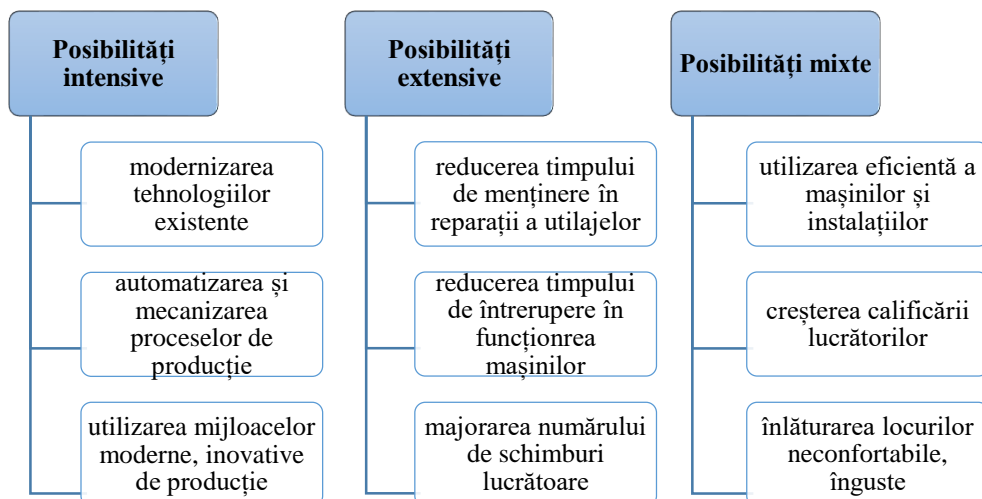 Posibilități
intensive
modernizarea
tehnologiilor
existente
automatizarea și
mecanizarea
proceselor de
producție
utilizarea mijloacelor
moderne, inovative
de producție
Posibilități
extensive
reducerea timpului
de menținere în
reparații a utilajelor
reducerea timpului
de întrerupere în
funcționrea
mașinilor
majorarea numărului
de schimburi
lucrătoare
Posibilități mixte
utilizarea eficientă a
mașinilor și
instalațiilor
creșterea calificării
lucrătorilor
înlăturarea locurilor
neconfortabile,
înguste